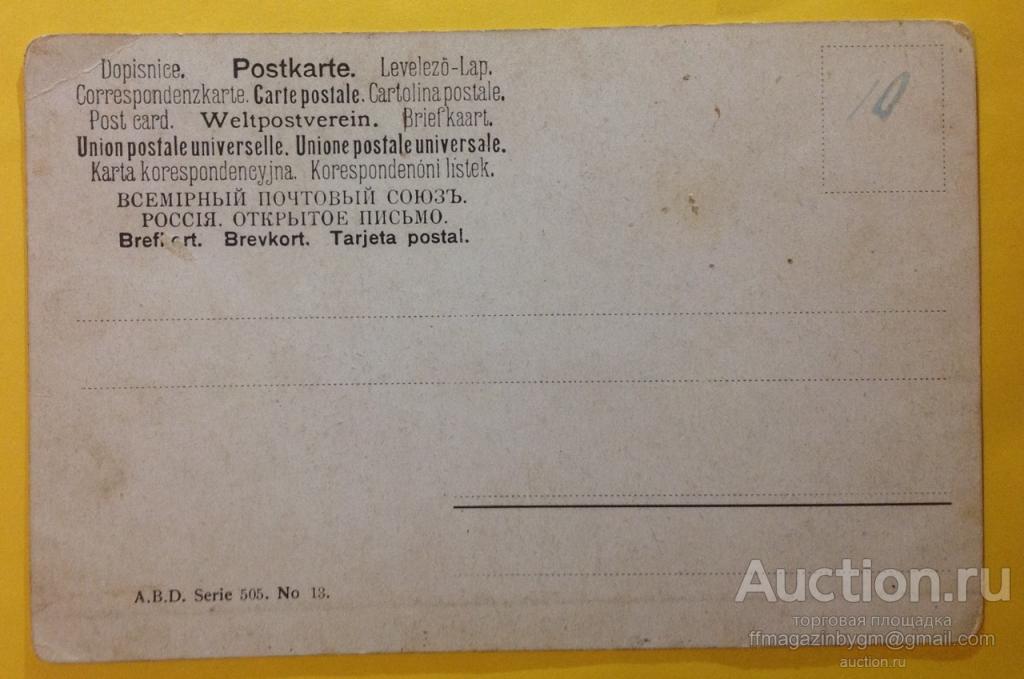 Dopisnice. Postkarte. Levelezö-Lap.
Correspondenzkarte. Carte postale. Cartolina postale.
Post card. Weltpostverein. Briefkaart.
Union postale universelle. Unione postale universale.
Karta korespondencyjna. Korespondenóni lístek.
ВСЕМІРНЫЙ ПОЧТОВЫЙ СОЮЗЪ.
РОССІЯ. ОТКРЫТОЕ ПИСЬМО.
Brevkort. Tarjeta postal.
10
A.B.D. Serie 505. No 13.
Auction.ru
торговая площадка
ffmagazinbygm@gmail.com
auction.ru